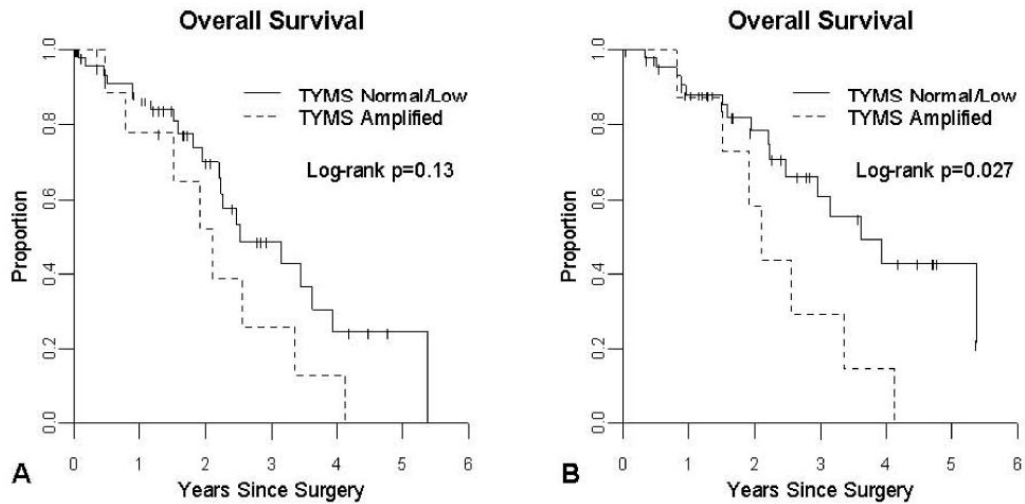 Overall Survival
1.0
0.8
0.6
0.4
0.2
0.0
Proportion
TYMS Normal/Low
TYMS Amplified
Log-rank p=0.13
0 1 2 3 4 5 6
Years Since Surgery
A
Overall Survival
1.0
0.8
0.6
0.4
0.2
0.0
Proportion
TYMS Normal/Low
TYMS Amplified
Log-rank p=0.027
0 1 2 3 4 5 6
Years Since Surgery
B